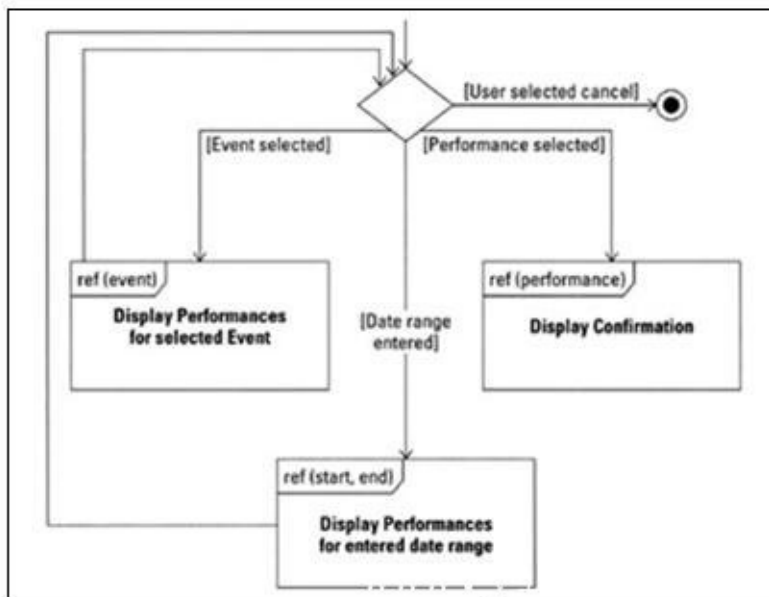 [User selected cancel]
[Event selected]
[Performance selected]
ref (event)
Display Performances
for selected Event
ref (performance)
Display Confirmation
[Date range
entered]
ref (start, end)
Display Performances
for entered date range